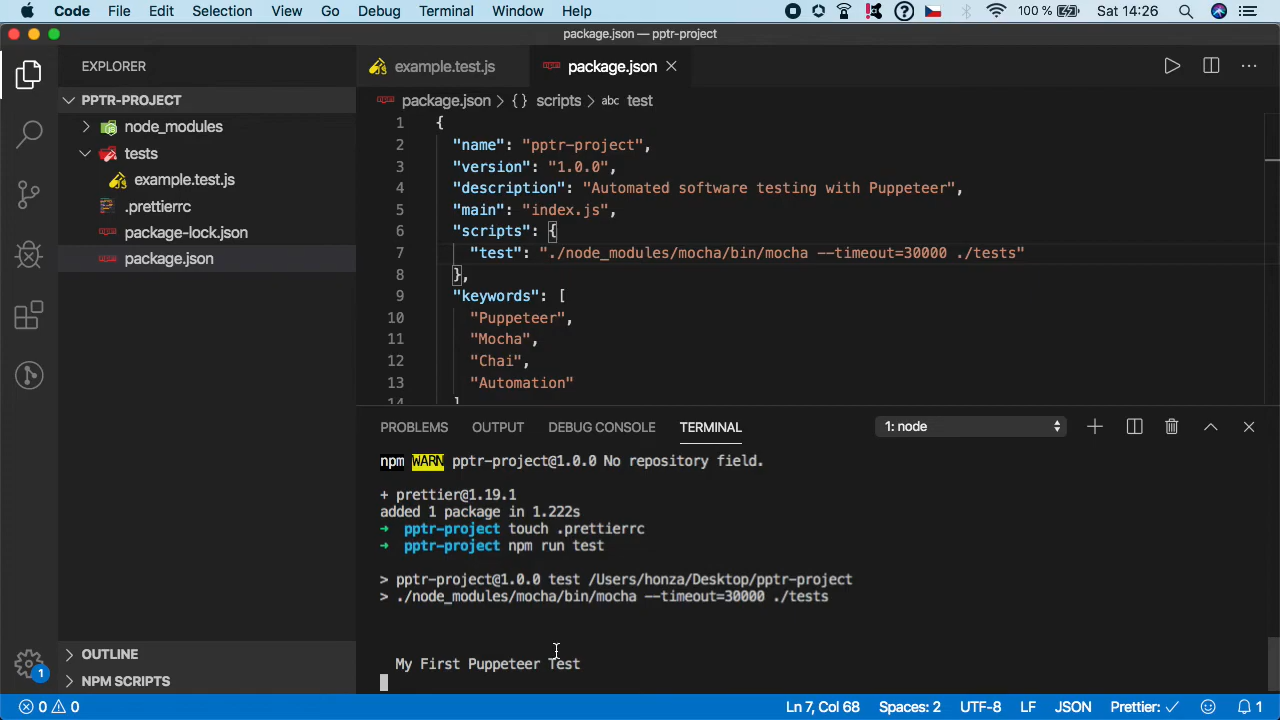 Code File Edit Selection View Go Debug Terminal Window Help 100 % Sat 14:26
package.json — pptr-project
EXPLORER
PPTR-PROJECT
node_modules
tests
example.test.js
.prettierrc
package-lock.json
package.json
OUTLINE
NPM SCRIPTS
1
example.test.js package.json
package.json > {} scripts > abc test
1 {
2 "name": "pptr-project",
3 "version": "1.0.0",
4 "description": "Automated software testing with Puppeteer",
5 "main": "index.js",
6 "scripts": {
7 "test": "./node_modules/mocha/bin/mocha --timeout=30000 ./tests"
8 },
9 "keywords": [
10 "Puppeteer",
11 "Mocha",
12 "Chai",
13 "Automation"
14 ]
PROBLEMS OUTPUT DEBUG CONSOLE TERMINAL 1: node
npm WARN pptr-project@1.0.0 No repository field.
+ prettier@1.19.1
added 1 package in 1.222s
➜ pptr-project touch .prettierrc
➜ pptr-project npm run test
> pptr-project@1.0.0 test /Users/honza/Desktop/pptr-project
> ./node_modules/mocha/bin/mocha --timeout=30000 ./tests
My First Puppeteer Test
0 0 Ln 7, Col 68 Spaces: 2 UTF-8 LF JSON Prettier: ✓ 1